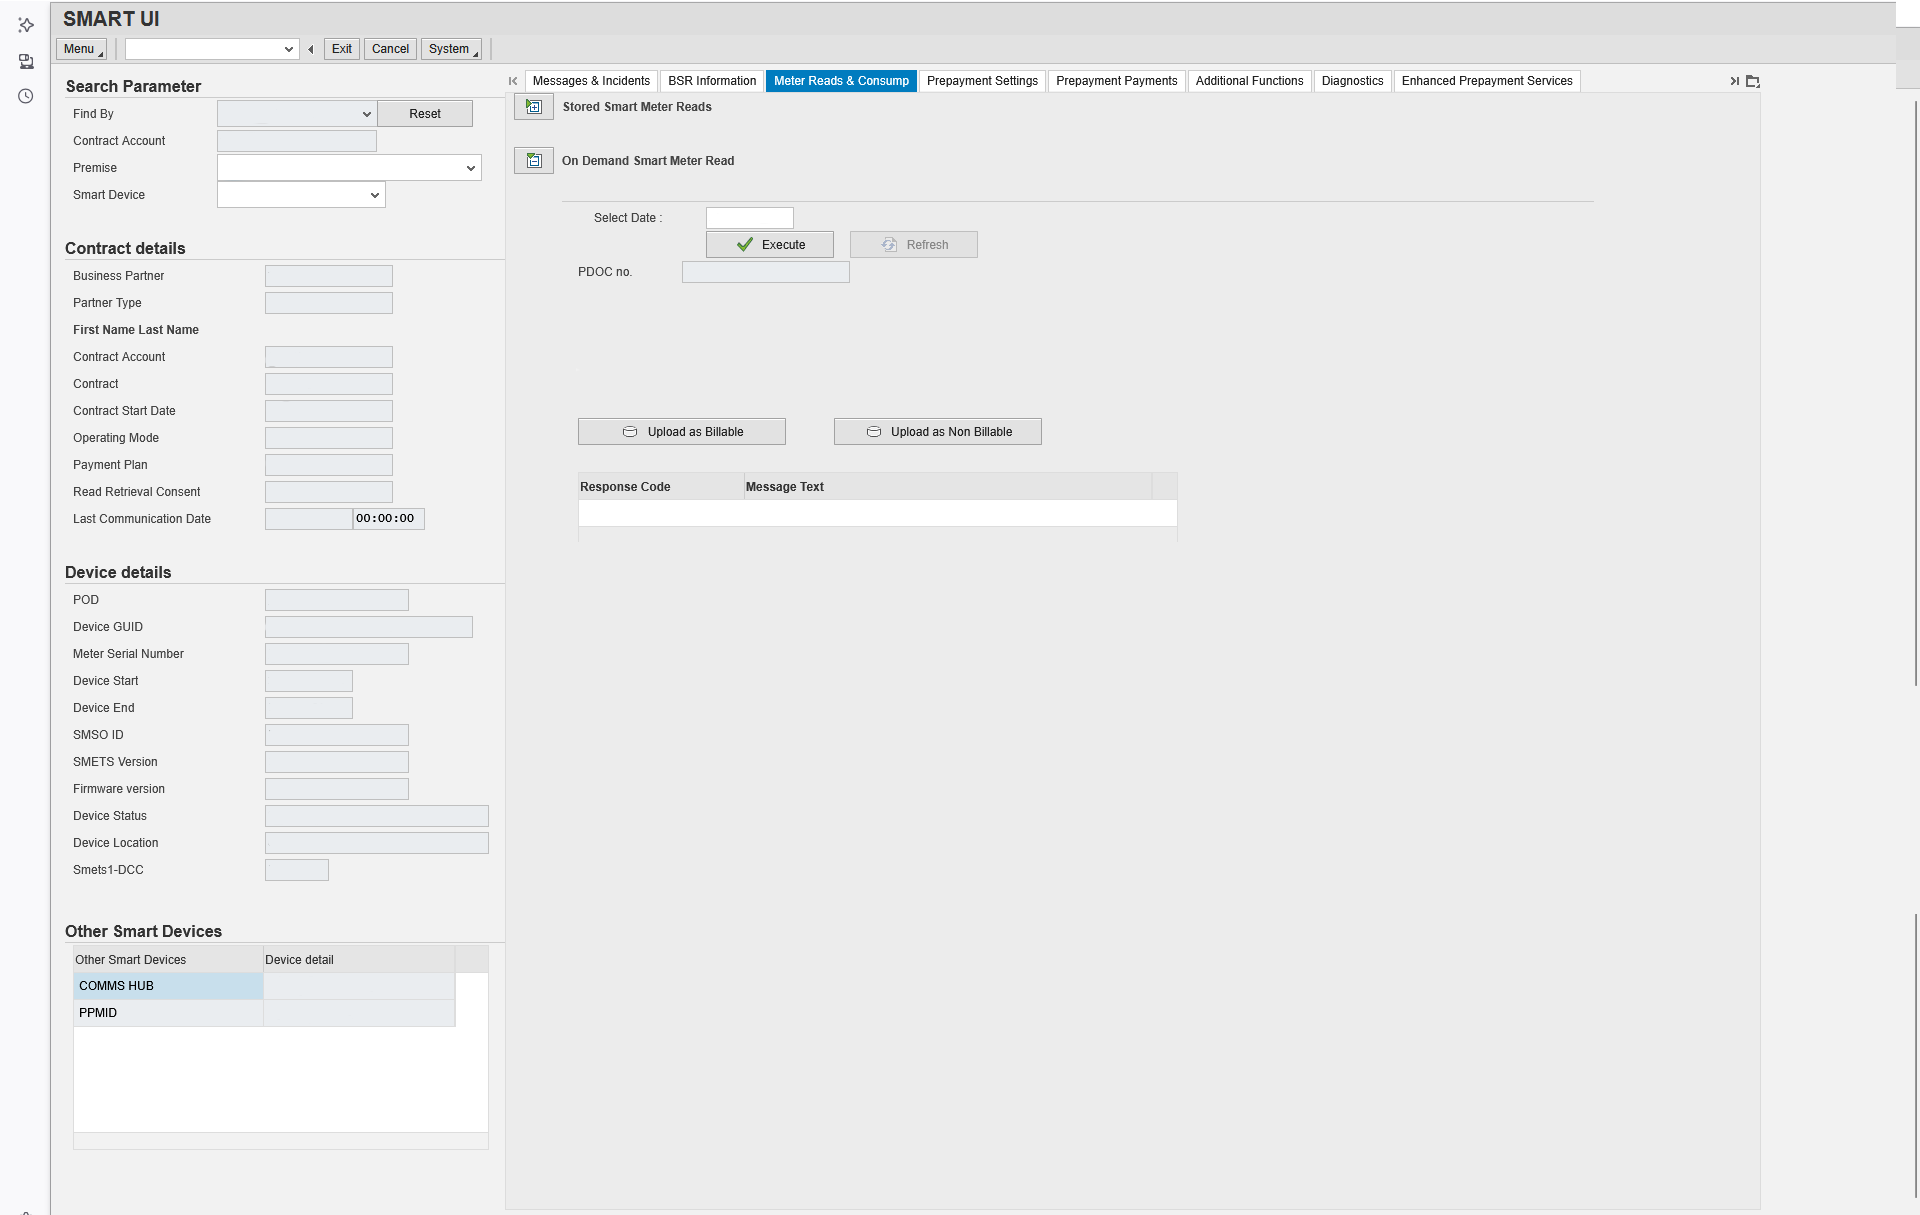 SMART UI
Menu
Exit
Cancel
System
Search Parameter
Find By
Reset
Contract Account
Premise
Smart Device
Contract details
Business Partner
Partner Type
First Name Last Name
Contract Account
Contract
Contract Start Date
Operating Mode
Payment Plan
Read Retrieval Consent
Last Communication Date
00:00:00
Device details
POD
Device GUID
Meter Serial Number
Device Start
Device End
SMSO ID
SMETS Version
Firmware version
Device Status
Device Location
Smets1-DCC
Other Smart Devices
Other Smart Devices
Device detail
COMMS HUB
PPMID
Messages & Incidents
BSR Information
Meter Reads & Consump
Prepayment Settings
Prepayment Payments
Additional Functions
Diagnostics
Enhanced Prepayment Services
Stored Smart Meter Reads
On Demand Smart Meter Read
Select Date :
Execute
Refresh
PDOC no.
Upload as Billable
Upload as Non Billable
Response Code
Message Text